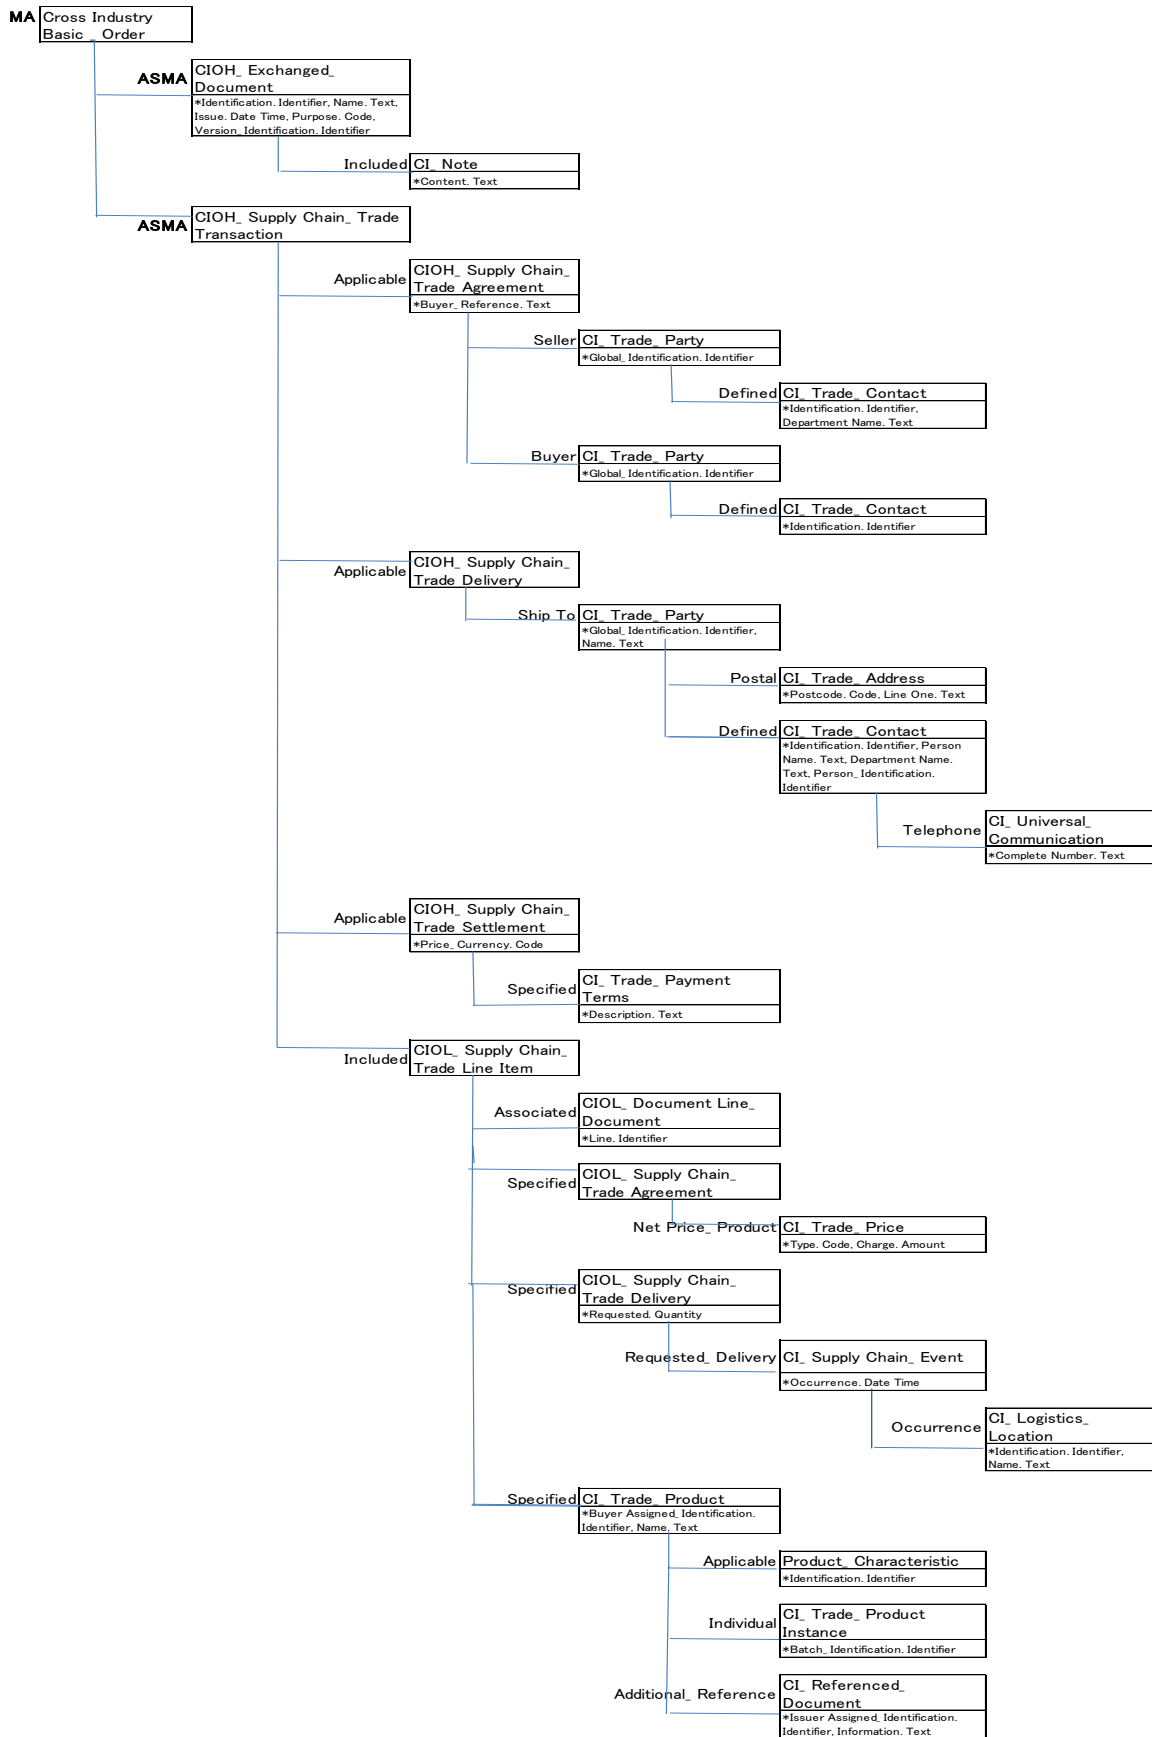 MA
Cross Industry
Basic _ Order
ASMA
CIOH_ Exchanged_
Document
*Identification. Identifier, Name. Text,
Issue. Date Time, Purpose. Code,
Version_ Identification. Identifier
Included
CI_ Note
*Content. Text
ASMA
CIOH_ Supply Chain_ Trade
Transaction
Applicable
CIOH_ Supply Chain_
Trade Agreement
*Buyer_ Reference. Text
Seller
CI_ Trade_ Party
*Global_ Identification. Identifier
Defined
CI_ Trade_ Contact
*Identification. Identifier,
Department Name. Text
Buyer
CI_ Trade_ Party
*Global_ Identification. Identifier
Defined
CI_ Trade_ Contact
*Identification. Identifier
Applicable
CIOH_ Supply Chain_
Trade Delivery
Ship To
CI_ Trade_ Party
*Global_ Identification. Identifier,
Name. Text
Postal
CI_ Trade_ Address
*Postcode. Code, Line One. Text
Defined
CI_ Trade_ Contact
*Identification. Identifier, Person
Name. Text, Department Name.
Text, Person_ Identification.
Identifier
Telephone
CI_ Universal_
Communication
*Complete Number. Text
Applicable
CIOH_ Supply Chain_
Trade Settlement
*Price_ Currency. Code
Specified
CI_ Trade_ Payment
Terms
*Description. Text
Included
CIOL_ Supply Chain_
Trade Line Item
Associated
CIOL_ Document Line_
Document
*Line. Identifier
Specified
CIOL_ Supply Chain_
Trade Agreement
Net Price_ Product
CI_ Trade_ Price
*Type. Code, Charge. Amount
Specified
CIOL_ Supply Chain_
Trade Delivery
*Requested. Quantity
Requested_ Delivery
CI_ Supply Chain_ Event
*Occurrence. Date Time
Occurrence
CI_ Logistics_
Location
*Identification. Identifier,
Name. Text
Specified
CI_ Trade_ Product
*Buyer Assigned_ Identification.
Identifier, Name. Text
Applicable
Product_ Characteristic
*Identification. Identifier
Individual
CI_ Trade_ Product
Instance
*Batch_ Identification. Identifier
Additional_ Reference
CI_ Referenced_
Document
*Issuer Assigned_ Identification.
Identifier, Information. Text